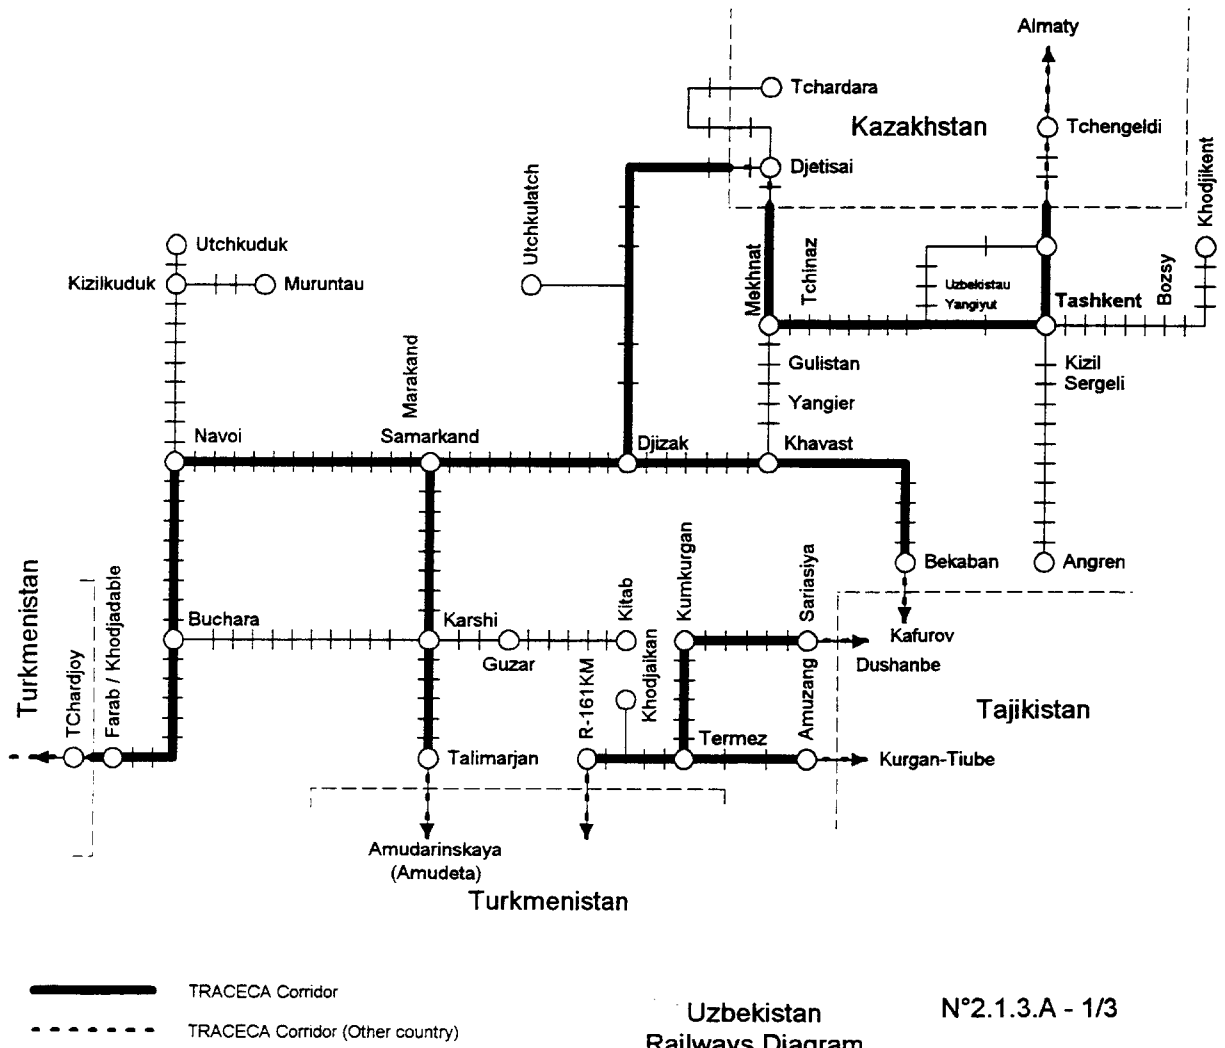 Almaty
Tchardara
Kazakhstan
Tchengeldi
Djetisai
Khodjikent
Utchkulatch
Utchkuduk
Kizilkuduk
Muruntau
Mekhnat
Tchinaz
Uzbekistau
Yangiyut
Tashkent
Bozsy
Gulistan
Kizil
Sergeli
Marakand
Yangier
Navoi
Samarkand
Djizak
Khavast
Kumkurgan
Sariasiya
Bekaban
Angren
Turkmenistan
Farab / Khodjadable
Buchara
Karshi
Kitab
Guzar
Kafurov
Dushanbe
TChardjoy
R-161KM
Khodjaikan
Amuzang
Tajikistan
Termez
Talimarjan
Kurgan-Tiube
Amudarinskaya
(Amudeta)
Turkmenistan
TRACECA Corridor
TRACECA Corridor (Other country)
Uzbekistan
Railways Diagram
N°2.1.3.A - 1/3